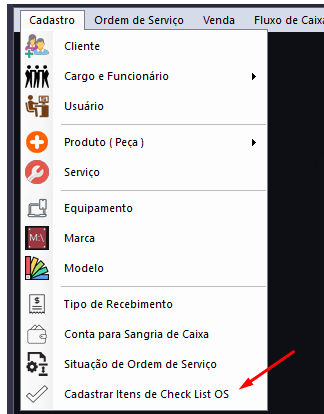 Cadastro Ordem de Serviço Venda Fluxo de Caixa
Cliente
Cargo e Funcionário
Usuário
Produto ( Peça )
Serviço
Equipamento
Marca
Modelo
Tipo de Recebimento
Conta para Sangria de Caixa
Situação de Ordem de Serviço
Cadastrar Itens de Check List OS